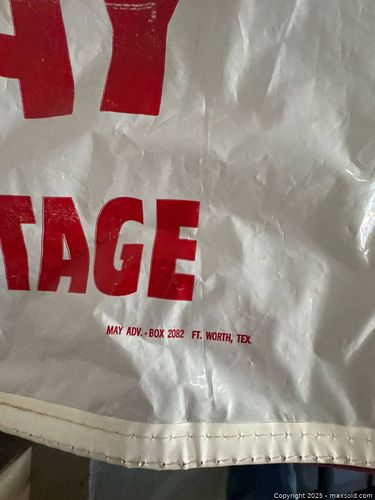 AY
TAGE
MAY ADV. - BOX 2082 FT. WORTH, TEX.
Copyright 2025 - maxsold.com